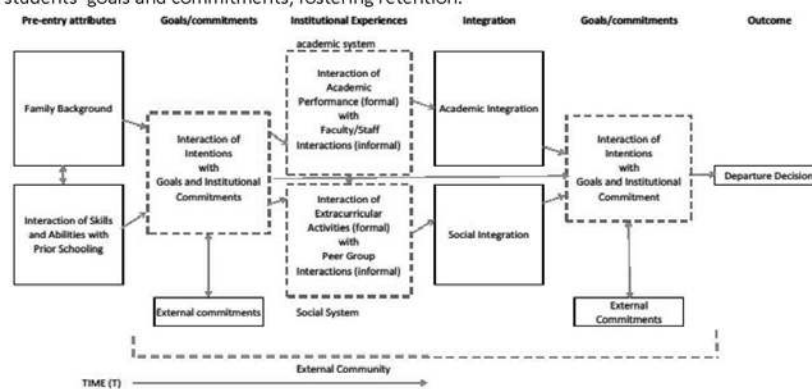 students' goals and commitments, fostering retention.
Pre-entry attributes
Goals/commitments
Institutional Experiences
Integration
Goals/commitments
Outcome
academic system
Family Background
Interaction of Skills
and Abilities with
Prior Schooling
Interaction of
Intentions
with
Goals and Institutional
Commitments
External commitments
Interaction of
Academic
Performance (formal)
with
Faculty/Staff
Interactions (informal)
Interaction of
Extracurricular
Activities (formal)
with
Peer Group
Interactions (informal)
Social System
Academic Integration
Social Integration
Interaction of
Intentions
with
Goals and Institutional
Commitment
External
Commitments
Departure Decision
External Community
TIME (T)